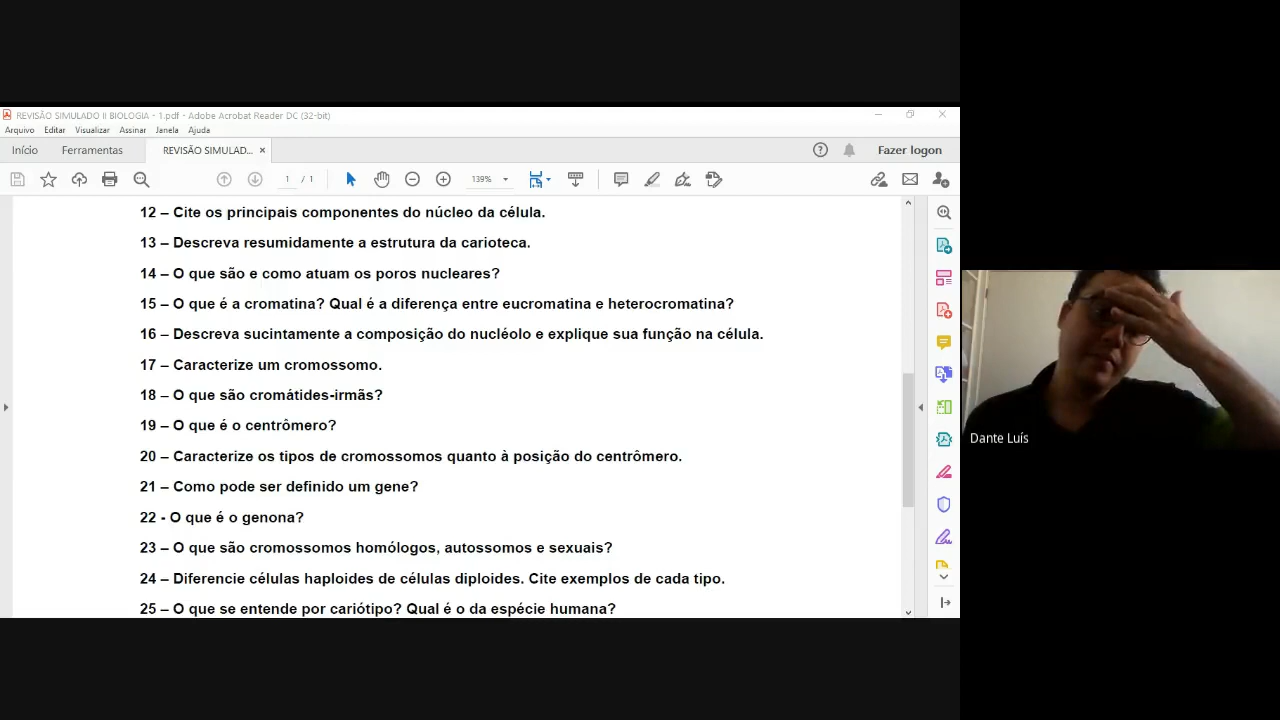 REVISÃO SIMULADO II BIOLOGIA - 1.pdf - Adobe Acrobat Reader DC (32-bit)
Arquivo Editar Visualizar Assinar Janela Ajuda
Início Ferramentas REVISÃO SIMULAD... × Fazer logon
1 / 1 139%
12 – Cite os principais componentes do núcleo da célula.
13 – Descreva resumidamente a estrutura da carioteca.
14 – O que são e como atuam os poros nucleares?
15 – O que é a cromatina? Qual é a diferença entre eucromatina e heterocromatina?
16 – Descreva sucintamente a composição do nucléolo e explique sua função na célula.
17 – Caracterize um cromossomo.
18 – O que são cromátides-irmãs?
19 – O que é o centrômero?
20 – Caracterize os tipos de cromossomos quanto à posição do centrômero.
21 – Como pode ser definido um gene?
22 - O que é o genona?
23 – O que são cromossomos homólogos, autossomos e sexuais?
24 – Diferencie células haploides de células diploides. Cite exemplos de cada tipo.
25 – O que se entende por cariótipo? Qual é o da espécie humana?
Dante Luís